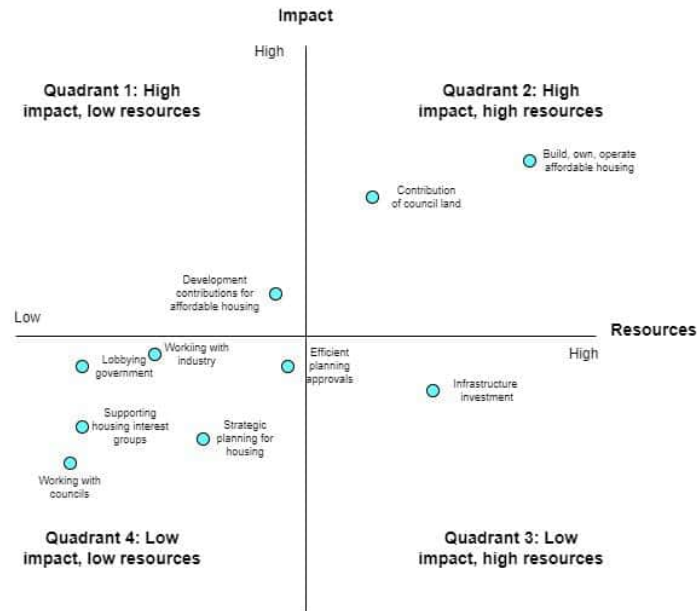 Impact
High
Quadrant 1: High
impact, low resources
Quadrant 2: High
impact, high resources
Build, own, operate
affordable housing
Contribution
of council land
Development
contributions for
affordable housing
Low
Resources
High
Workiing with
industry
Lobbying
government
Efficient
planning
approvals
Infrastructure
investment
Supporting
housing interest
groups
Strategic
planning for
housing
Working with
councils
Quadrant 4: Low
impact, low resources
Quadrant 3: Low
impact, high resources